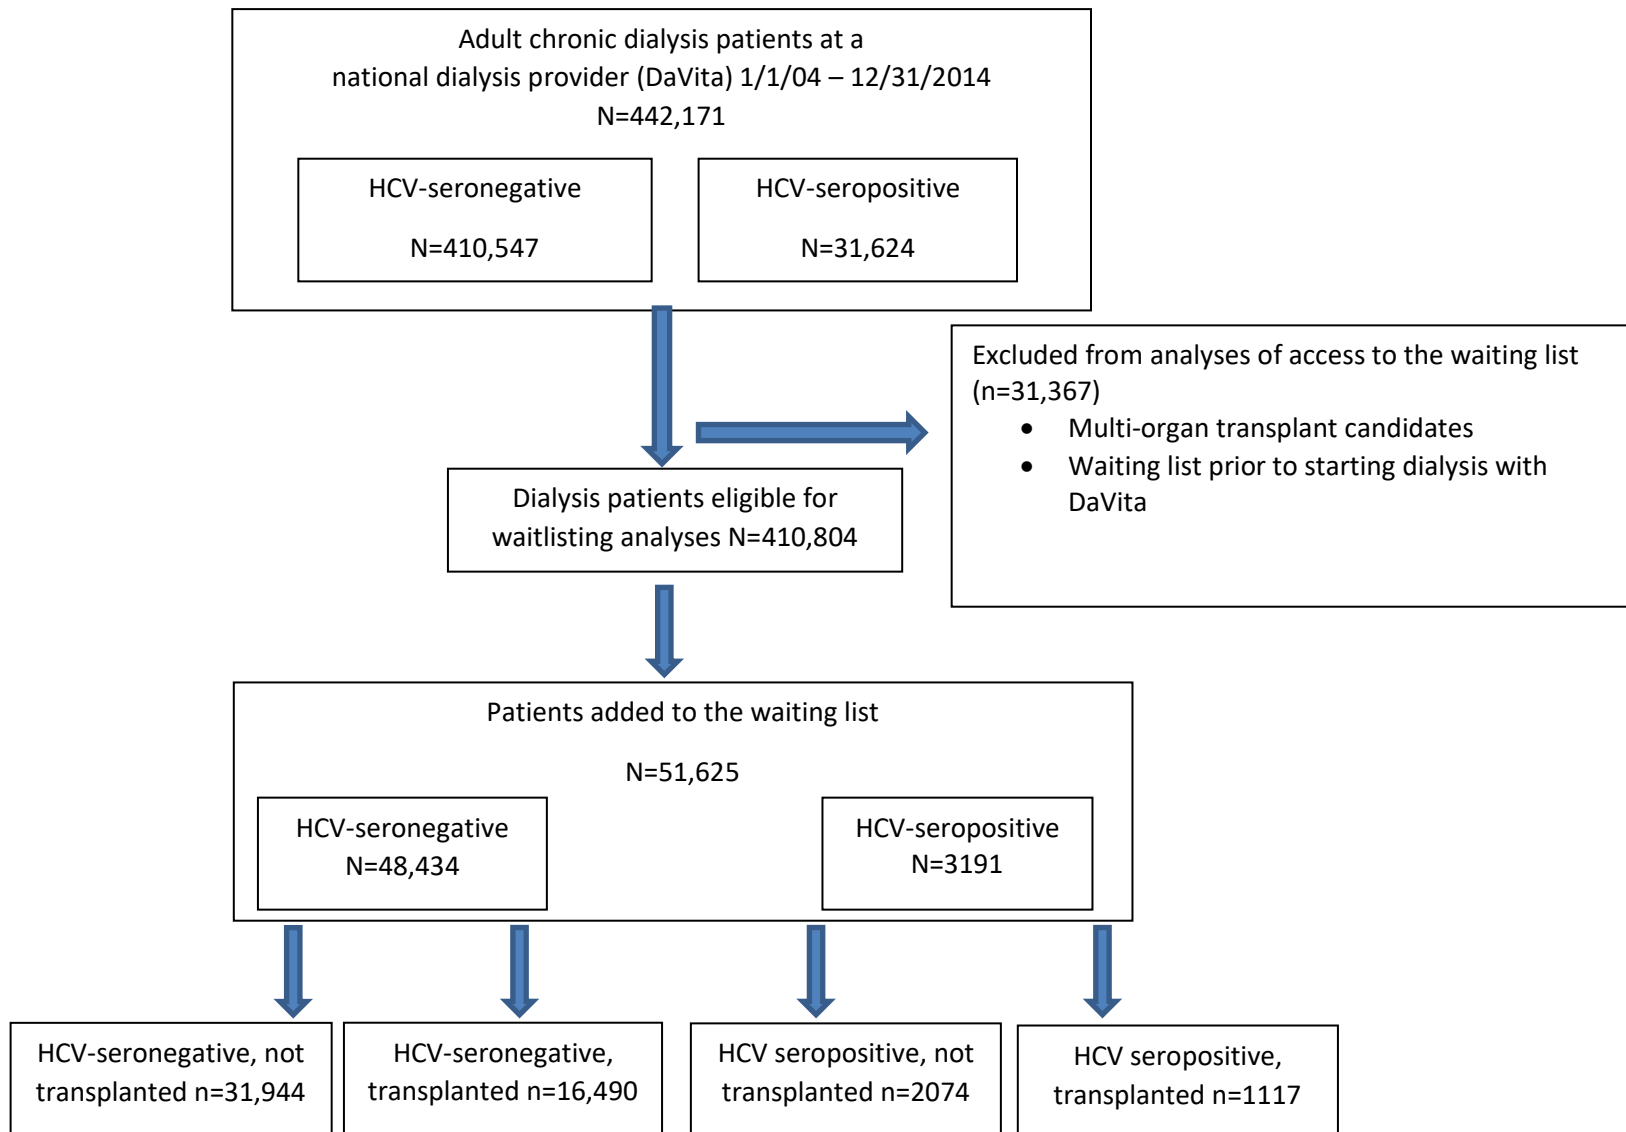 Adult chronic dialysis patients at a
national dialysis provider (DaVita) 1/1/04 – 12/31/2014
N=442,171
HCV-seronegative
N=410,547
HCV-seropositive
N=31,624
Excluded from analyses of access to the waiting list
(n=31,367)
• Multi-organ transplant candidates
• Waiting list prior to starting dialysis with
DaVita
Dialysis patients eligible for
waitlisting analyses N=410,804
Patients added to the waiting list
N=51,625
HCV-seronegative
N=48,434
HCV-seropositive
N=3191
HCV-seronegative, not
transplanted n=31,944
HCV-seronegative,
transplanted n=16,490
HCV seropositive, not
transplanted n=2074
HCV seropositive,
transplanted n=1117